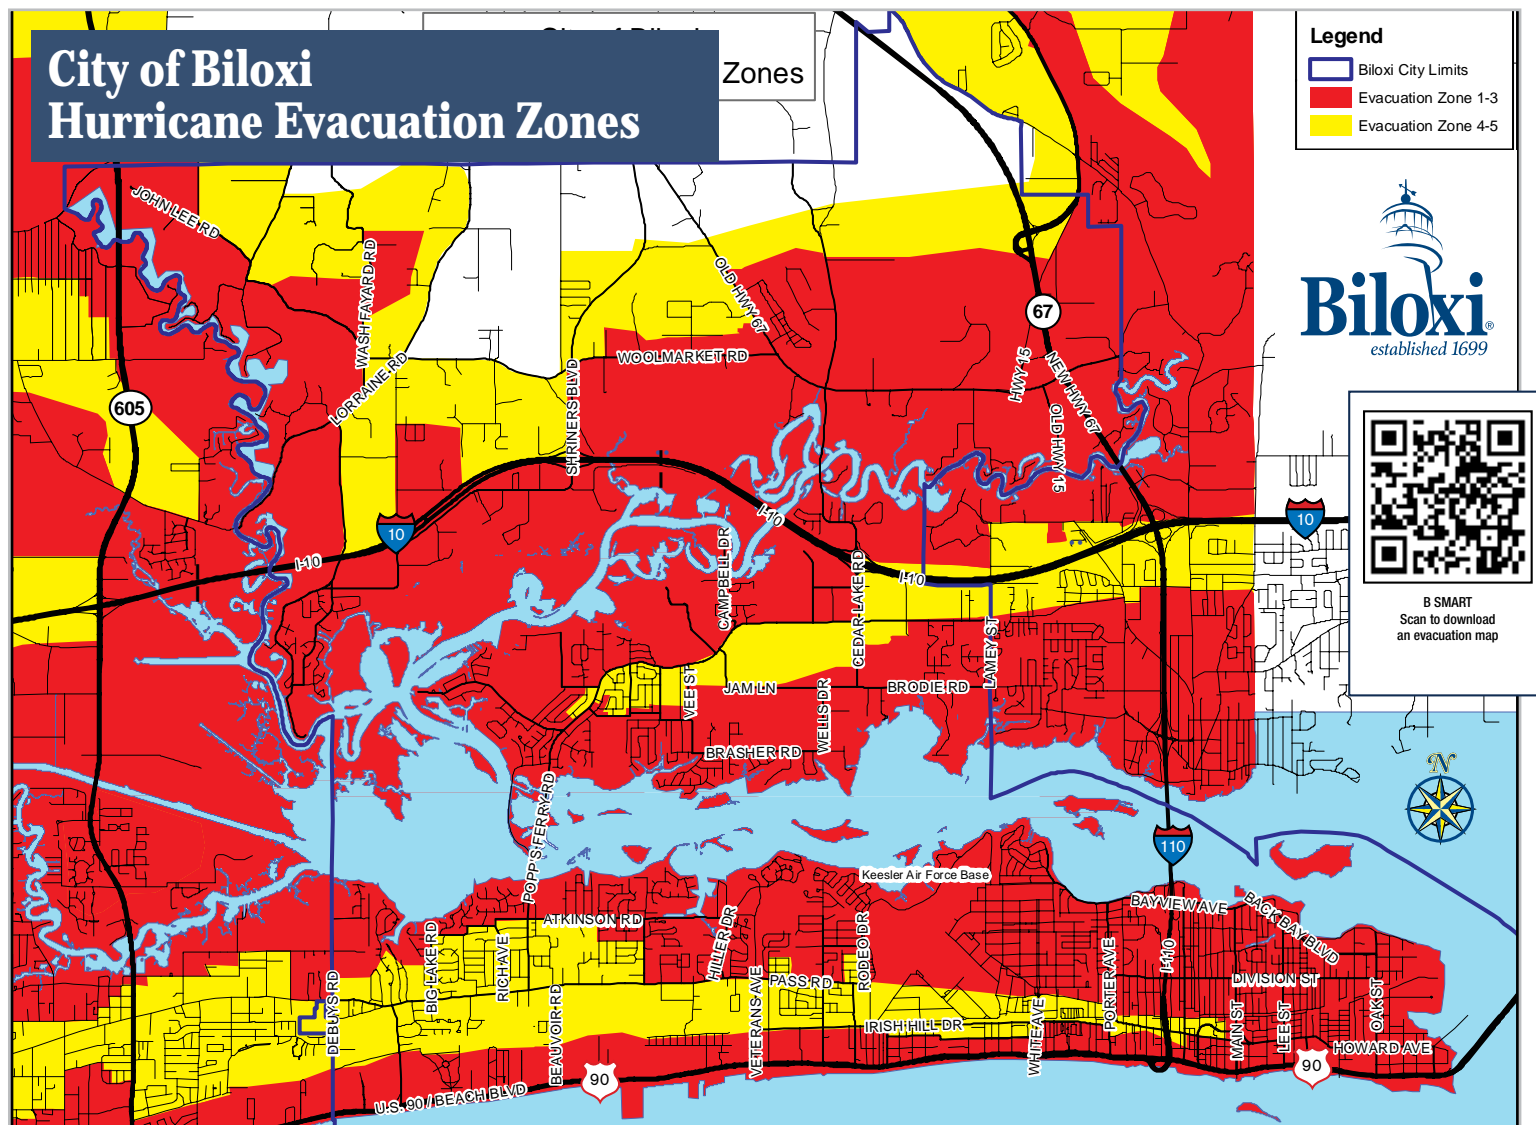 City of Biloxi
Hurricane Evacuation Zones
Zones
Legend
Biloxi City Limits
Evacuation Zone 1-3
Evacuation Zone 4-5
Biloxi®
established 1699
B SMART
Scan to download
an evacuation map
N
JOHN LEE RD
WASH FAYARD RD
LORRAINE RD
OLD HWY 67
WOOLMARKET RD
SHRINERS BLVD
67
HWY 15
NEW HWY 67
OLD HWY 15
605
10
I-10
I-10
I-10
10
CAMPBELL DR
CEDAR LAKE RD
LAMEY ST
VEE ST
JAM LN
WELLS DR
BRODIE RD
BRASHER RD
POPP'S FERRY RD
110
Keesler Air Force Base
BAYVIEW AVE
BACK BAY BLVD
ATKINSON RD
BIG LAKE RD
RICH AVE
HILLER DR
RODEO DR
PORTER AVE
I-110
DIVISION ST
OAK ST
DEBUYS RD
BEAUVOIR RD
VETERANS AVE
PASS RD
IRISH HILL DR
WHITE AVE
MAIN ST
LEE ST
HOWARD AVE
U.S. 90 / BEACH BLVD
90
90